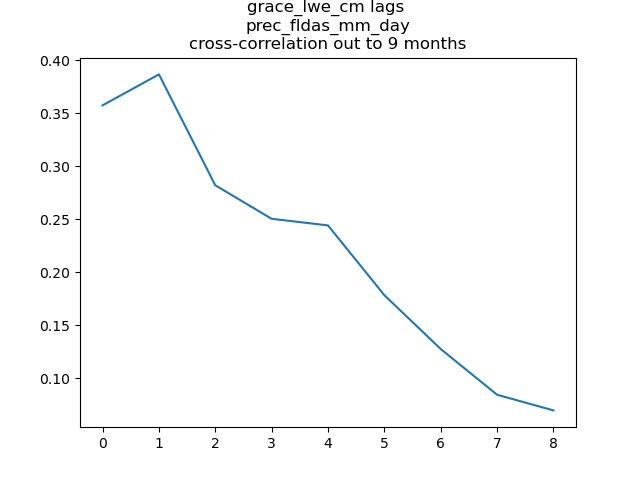 grace_lwe_cm lags
prec_fldas_mm_day
cross-correlation out to 9 months
0.40
0.35
0.30
0.25
0.20
0.15
0.10
0 1 2 3 4 5 6 7 8